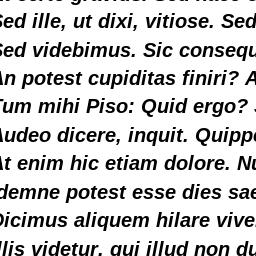 Sed ille, ut dixi, vitiose. Sed
Sed videbimus. Sic consequ
An potest cupiditas finiri? A
Tum mihi Piso: Quid ergo?
Audeo dicere, inquit. Quippe
At enim hic etiam dolore. Nu
demne potest esse dies sae
Dicimus aliquem hilare vive
llis videtur, qui illud non du